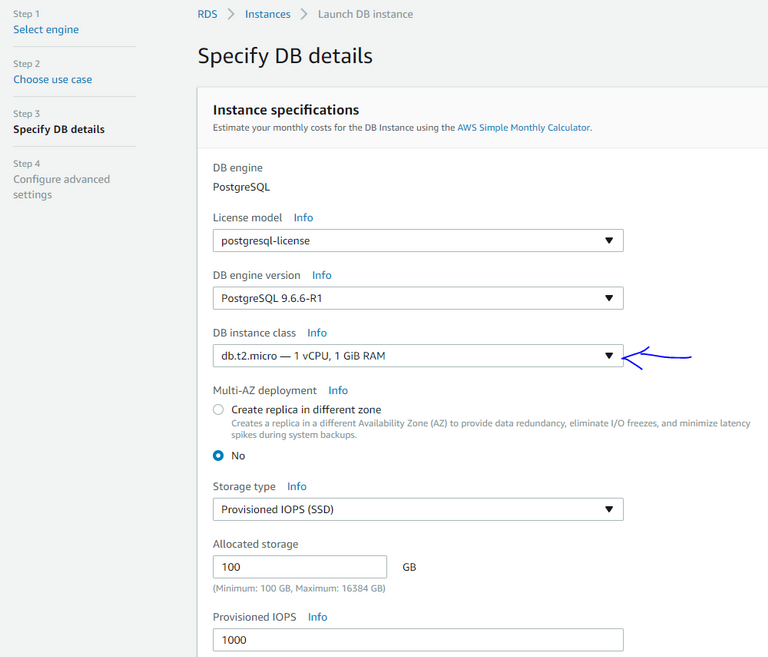 Step 1
Select engine
Step 2
Choose use case
Step 3
Specify DB details
Step 4
Configure advanced
settings
RDS > Instances > Launch DB instance
Specify DB details
Instance specifications
Estimate your monthly costs for the DB Instance using the AWS Simple Monthly Calculator.
DB engine
PostgreSQL
License model Info
postgresql-license
DB engine version Info
PostgreSQL 9.6.6-R1
DB instance class Info
db.t2.micro — 1 vCPU, 1 GiB RAM
Multi-AZ deployment Info
Create replica in different zone
Creates a replica in a different Availability Zone (AZ) to provide data redundancy, eliminate I/O freezes, and minimize latency
spikes during system backups.
No
Storage type Info
Provisioned IOPS (SSD)
Allocated storage
100 GB
(Minimum: 100 GB, Maximum: 16384 GB)
Provisioned IOPS Info
1000